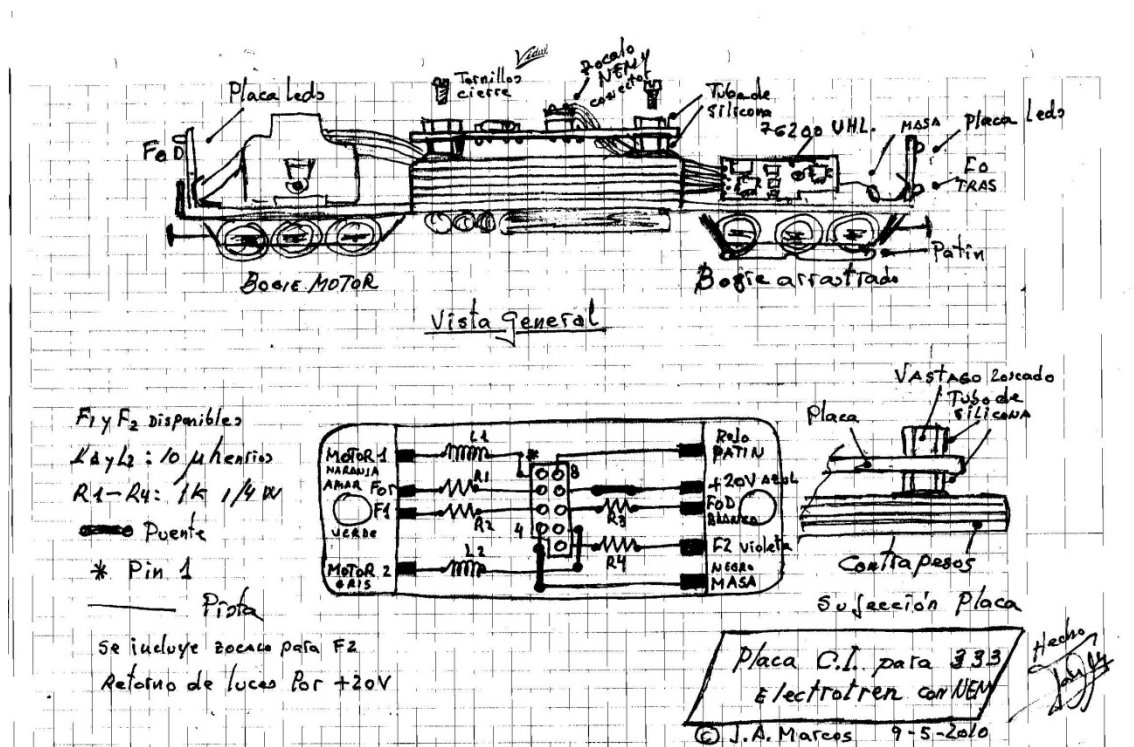 Vidal
Placa leds
Tornillos
cierre
Zocalo
NEM y
conector
Tubo de
silicona
76200 UHL.
MASA
Placa Leds
FoD
Fo
TRAS
Patin
BOGIE MOTOR
Bogie arrastrado
Vista General
F1 y F2 Disponibles
L1 y L2: 10 μhenrios
R1-R4: 1K 1/4 W
Puente
* Pin 1
Pista
Se incluye zocalo para F2
Retorno de luces Por +20V
MOTOR 1
NARANJA
AMAR For
F1
VERDE
MOTOR 2
GRIS
L1
R1
R2
L2
*
8
4
R3
R4
Rojo
PATIN
+20V AZUL
FoD
BLANCO
F2 Violeta
NEGRO
MASA
VASTAGO Roscado
Tubo de
SILICONA
Placa
Contrapesos
Sujección Placa
Placa C.I. para 333
Electrotren con NEM
Hecho
© J.A. Marcos 9-5-2010